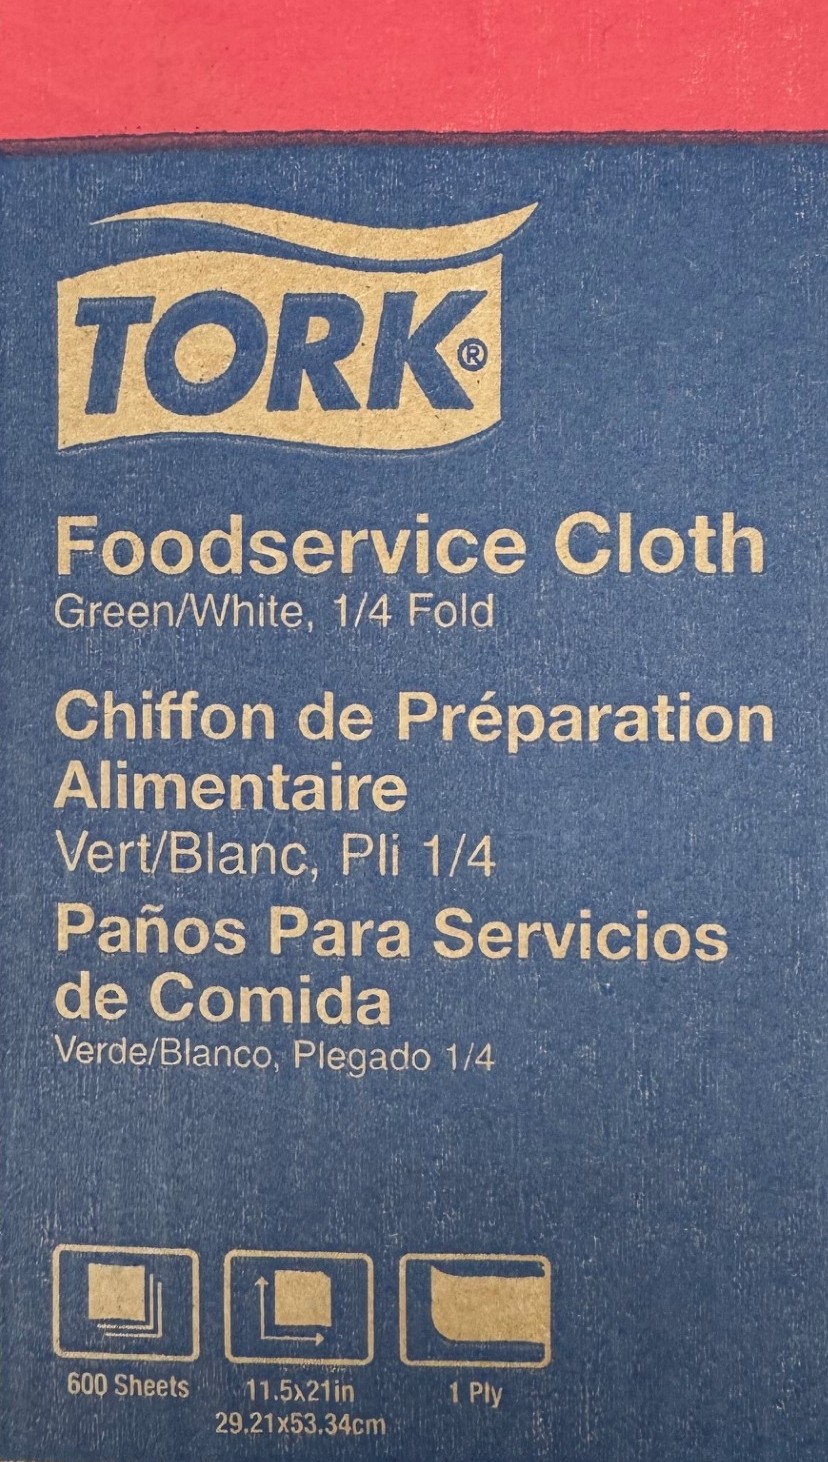 TORK®
Foodservice Cloth
Green/White, 1/4 Fold
Chiffon de Préparation
Alimentaire
Vert/Blanc, Pli 1/4
Paños Para Servicios
de Comida
Verde/Blanco, Plegado 1/4
600 Sheets
11.5x21in
29.21x53.34cm
1 Ply